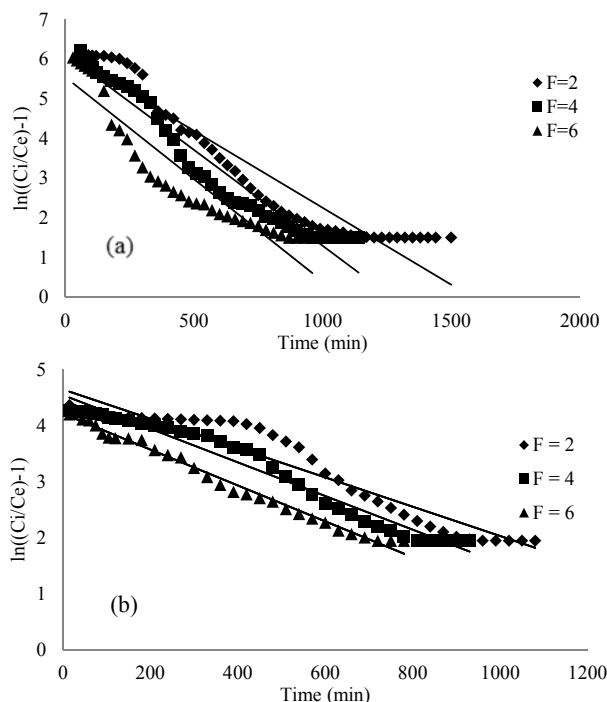 7
6
5
4
3
2
1
0
ln((Ci/Ce)-1)
F=2
F=4
F=6
(a)
0
500
1000
1500
2000
Time (min)
5
4
3
2
1
0
ln((Ci/Ce)-1)
F = 2
F = 4
F = 6
(b)
0
200
400
600
800
1000
1200
Time (min)